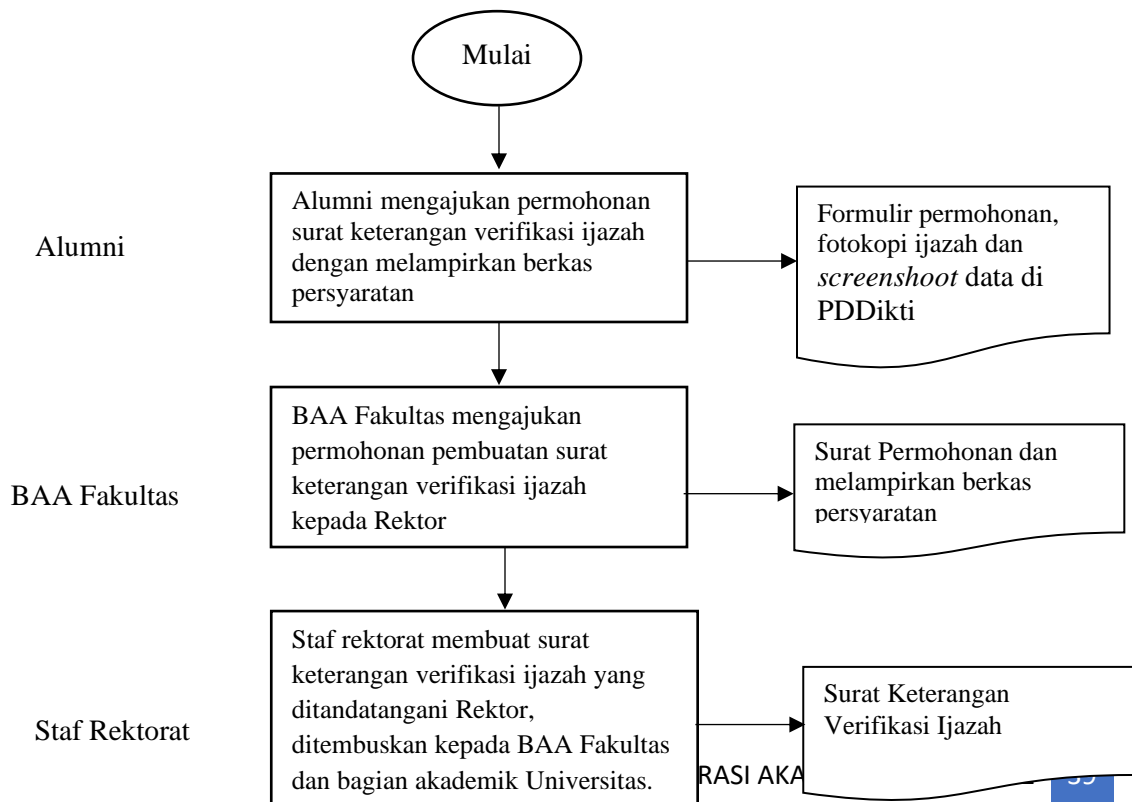 Mulai
Alumni
Alumni mengajukan permohonan
surat keterangan verifikasi ijazah
dengan melampirkan berkas
persyaratan
Formulir permohonan,
fotokopi ijazah dan
screenshoot data di
PDDikti
BAA Fakultas
BAA Fakultas mengajukan
permohonan pembuatan surat
keterangan verifikasi ijazah
kepada Rektor
Surat Permohonan dan
melampirkan berkas
persyaratan
Staf Rektorat
Staf rektorat membuat surat
keterangan verifikasi ijazah yang
ditandatangani Rektor,
ditembuskan kepada BAA Fakultas
dan bagian akademik Universitas.
Surat Keterangan
Verifikasi Ijazah
RASI AKA